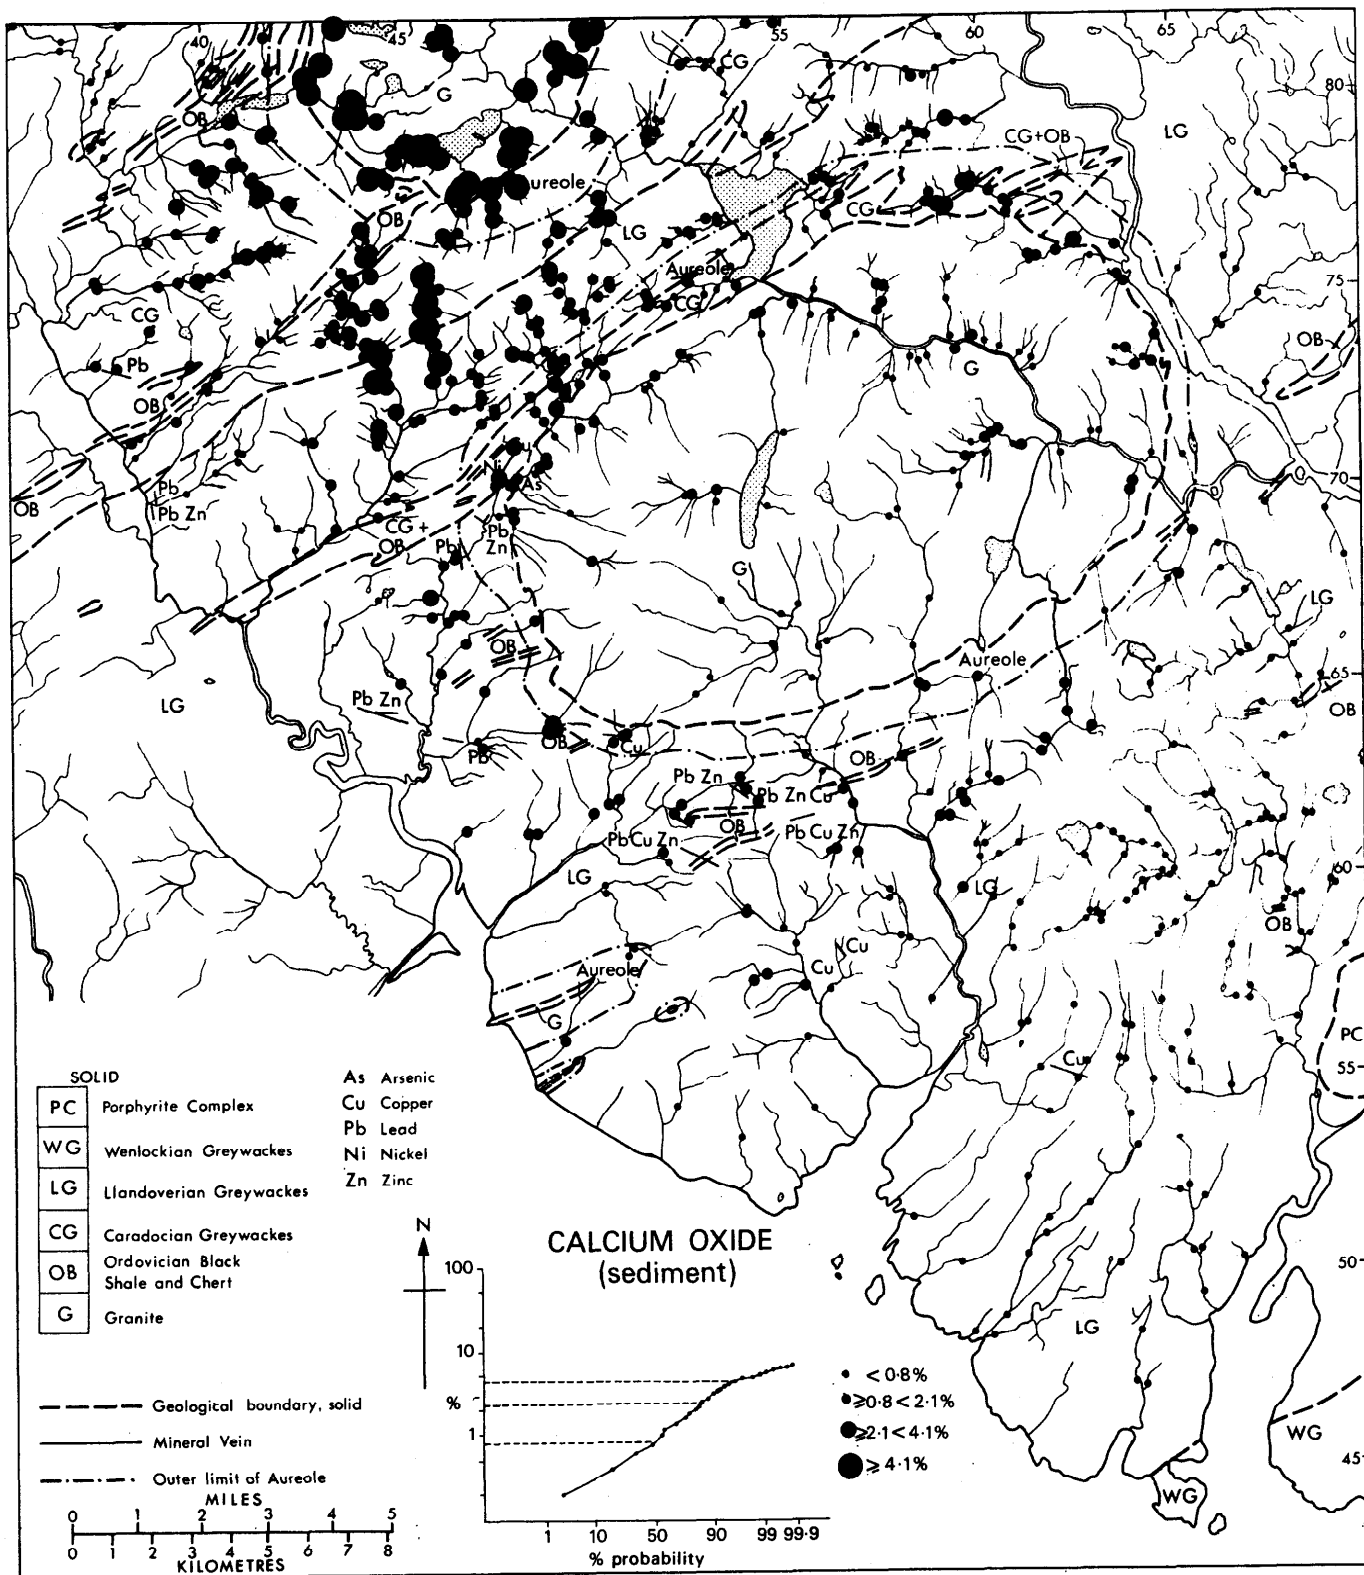 40
45
55
60
65
G
CG
80
OB
LG
CG+OB
Aureole
OB
CG
LG
Aureole
75
CG
CG
OB
Pb
G
OB
Cu
Ni
As
70
Pb
OB
Pb Zn
CG +
OB
Pb
Pb
Zn
G
LG
OB
Aureole
65
Pb Zn
LG
OB
OB
Cu
Pb
OB
Pb Zn
Pb Zn Cu
OB
Pb Cu Zn
Pb Cu Zn
60
LG
LG
OB
Cu
Cu
Aureole
G
PC
Cu
55
SOLID
PC Porphyrite Complex
WG Wenlockian Greywackes
LG Llandoverian Greywackes
CG Caradocian Greywackes
OB Ordovician Black
Shale and Chert
G Granite
As Arsenic
Cu Copper
Pb Lead
Ni Nickel
Zn Zinc
N
CALCIUM OXIDE
(sediment)
50
LG
100
10
%
1
1 10 50 90 99 99·9
% probability
< 0·8%
≥0·8 < 2·1%
≥2·1 < 4·1%
≥ 4·1%
WG
45
WG
Geological boundary, solid
Mineral Vein
Outer limit of Aureole
MILES
0 1 2 3 4 5
0 1 2 3 4 5 6 7 8
KILOMETRES